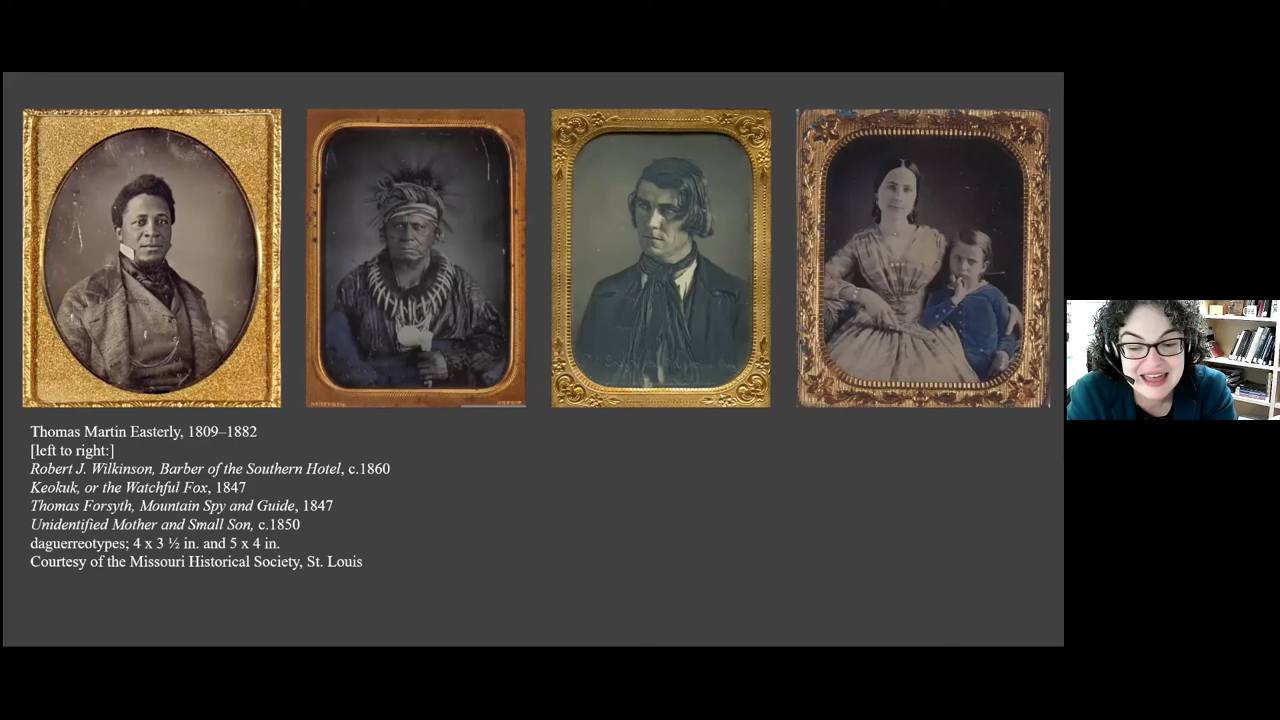 Thomas Martin Easterly, 1809–1882
[left to right:]
Robert J. Wilkinson, Barber of the Southern Hotel, c.1860
Keokuk, or the Watchful Fox, 1847
Thomas Forsyth, Mountain Spy and Guide, 1847
Unidentified Mother and Small Son, c.1850
daguerreotypes; 4 x 3 ½ in. and 5 x 4 in.
Courtesy of the Missouri Historical Society, St. Louis